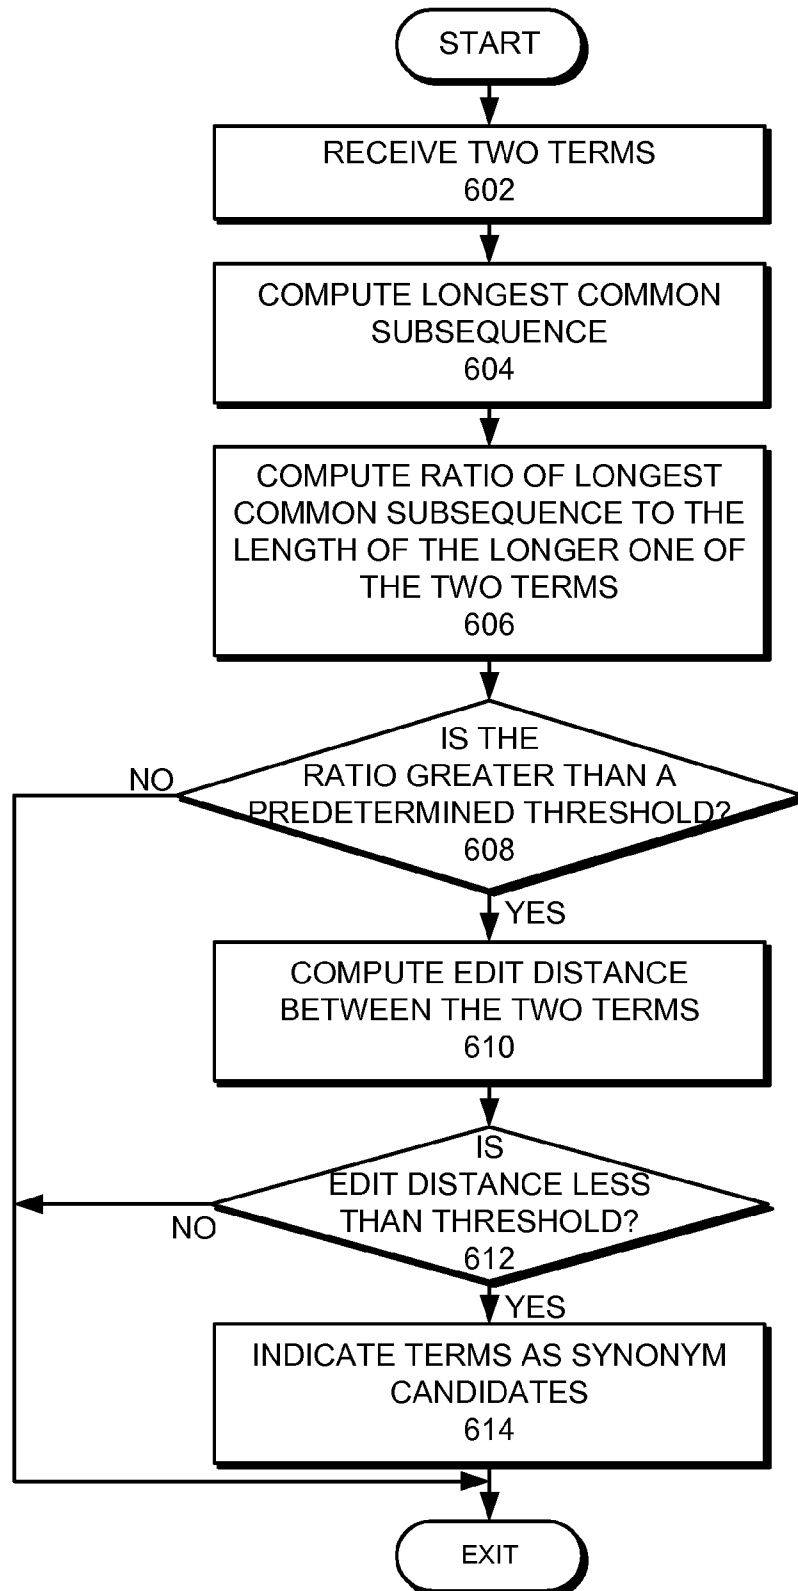 START
RECEIVE TWO TERMS
602
COMPUTE LONGEST COMMON
SUBSEQUENCE
604
COMPUTE RATIO OF LONGEST
COMMON SUBSEQUENCE TO THE
LENGTH OF THE LONGER ONE OF
THE TWO TERMS
606
IS THE
RATIO GREATER THAN A
PREDETERMINED THRESHOLD?
608
NO
YES
COMPUTE EDIT DISTANCE
BETWEEN THE TWO TERMS
610
IS
EDIT DISTANCE LESS
THAN THRESHOLD?
612
NO
YES
INDICATE TERMS AS SYNONYM
CANDIDATES
614
EXIT